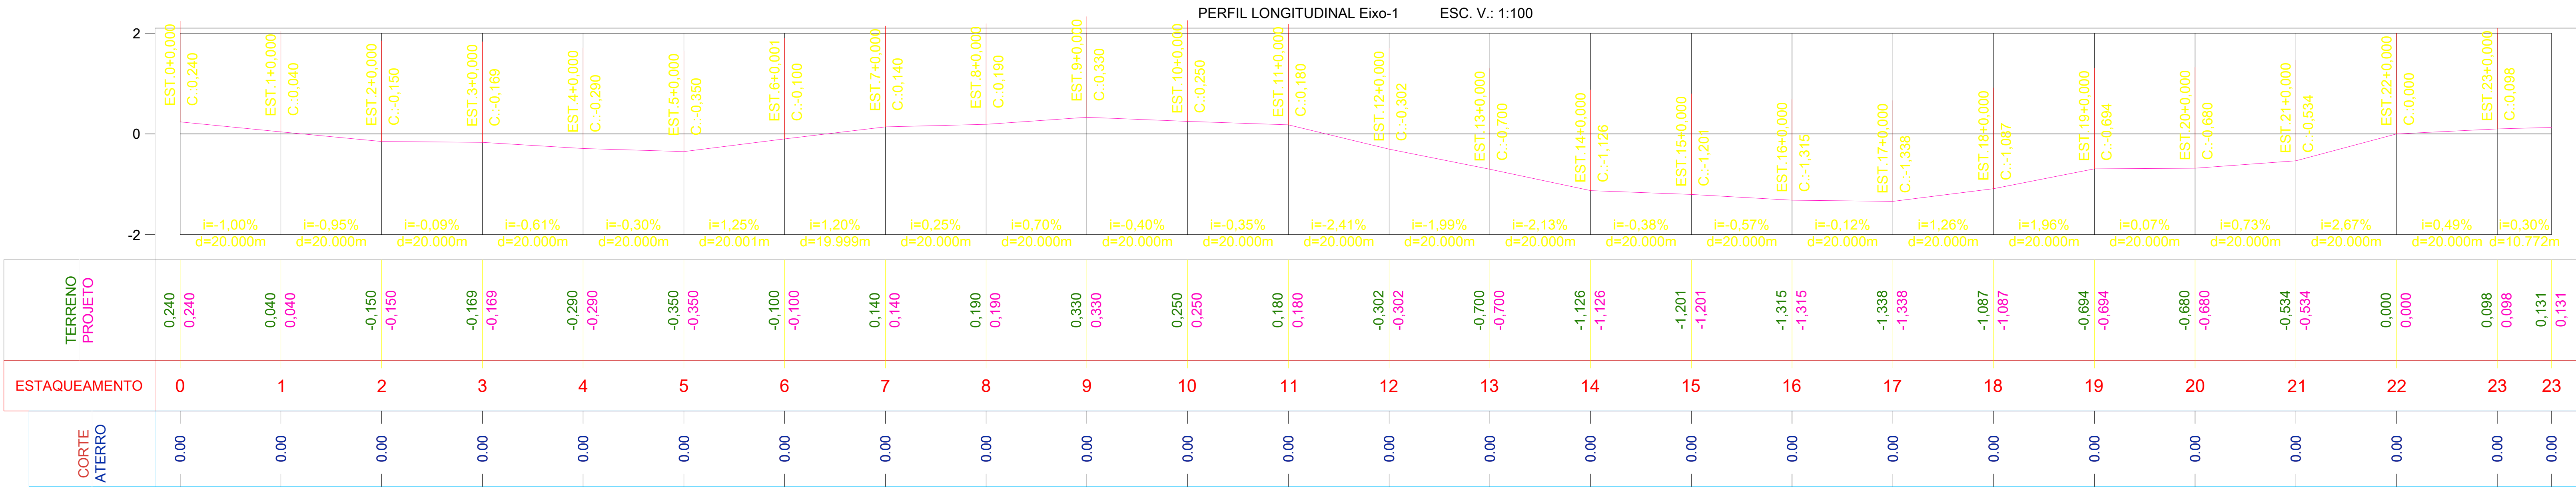 PERFIL LONGITUDINAL Eixo-1 ESC. V.: 1:100
2
0
-2
EST.0+0.000
C.:0,240
EST.1+0,000
C.:0,040
EST.2+0,000
C.:-0,150
EST.3+0,000
C.:-0,169
EST.4+0,000
C.:-0,290
EST.5+0,000
C.:-0,350
EST.6+0,001
C.:-0,100
EST.7+0,000
C.:0,140
EST.8+0,000
C.:0,190
EST.9+0,000
C.:0,330
EST.10+0,000
C.:0,250
EST.11+0,000
C.:0,180
EST.12+0,000
C.:-0,302
EST.13+0,000
C.:-0,700
EST.14+0,000
C.:-1,126
EST.15+0,000
C.:-1,201
EST.16+0,000
C.:-1,315
EST.17+0,000
C.:-1,338
EST.18+0,000
C.:-1,087
EST.19+0,000
C.:-0,694
EST.20+0,000
C.:-0,680
EST.21+0,000
C.:-0,534
EST.22+0,000
C.:0,000
EST.23+0,000
C.:0,098
i=-1,00% i=-0,95% i=-0,09% i=-0,61% i=-0,30% i=1,25% i=1,20% i=0,25% i=0,70% i=-0,40% i=-0,35% i=-2,41% i=-1,99% i=-2,13% i=-0,38% i=-0,57% i=-0,12% i=1,26% i=1,96% i=0,07% i=0,73% i=2,67% i=0,49% i=0,30%
d=20.000m d=20.000m d=20.000m d=20.000m d=20.000m d=20.001m d=19.999m d=20.000m d=20.000m d=20.000m d=20.000m d=20.000m d=20.000m d=20.000m d=20.000m d=20.000m d=20.000m d=20.000m d=20.000m d=20.000m d=20.000m d=20.000m d=20.000m d=10.772m
TERRENO
0,240 0,040 -0,150 -0,169 -0,290 -0,350 -0,100 0,140 0,190 0,330 0,250 0,180 -0,302 -0,700 -1,126 -1,201 -1,315 -1,338 -1,087 -0,694 -0,680 -0,534 0,000 0,098 0,131
PROJETO
0,240 0,040 -0,150 -0,169 -0,290 -0,350 -0,100 0,140 0,190 0,330 0,250 0,180 -0,302 -0,700 -1,126 -1,201 -1,315 -1,338 -1,087 -0,694 -0,680 -0,534 0,000 0,098 0,131
ESTAQUEAMENTO 0 1 2 3 4 5 6 7 8 9 10 11 12 13 14 15 16 17 18 19 20 21 22 23 23
CORTE
ATERRO
0.00 0.00 0.00 0.00 0.00 0.00 0.00 0.00 0.00 0.00 0.00 0.00 0.00 0.00 0.00 0.00 0.00 0.00 0.00 0.00 0.00 0.00 0.00 0.00 0.00